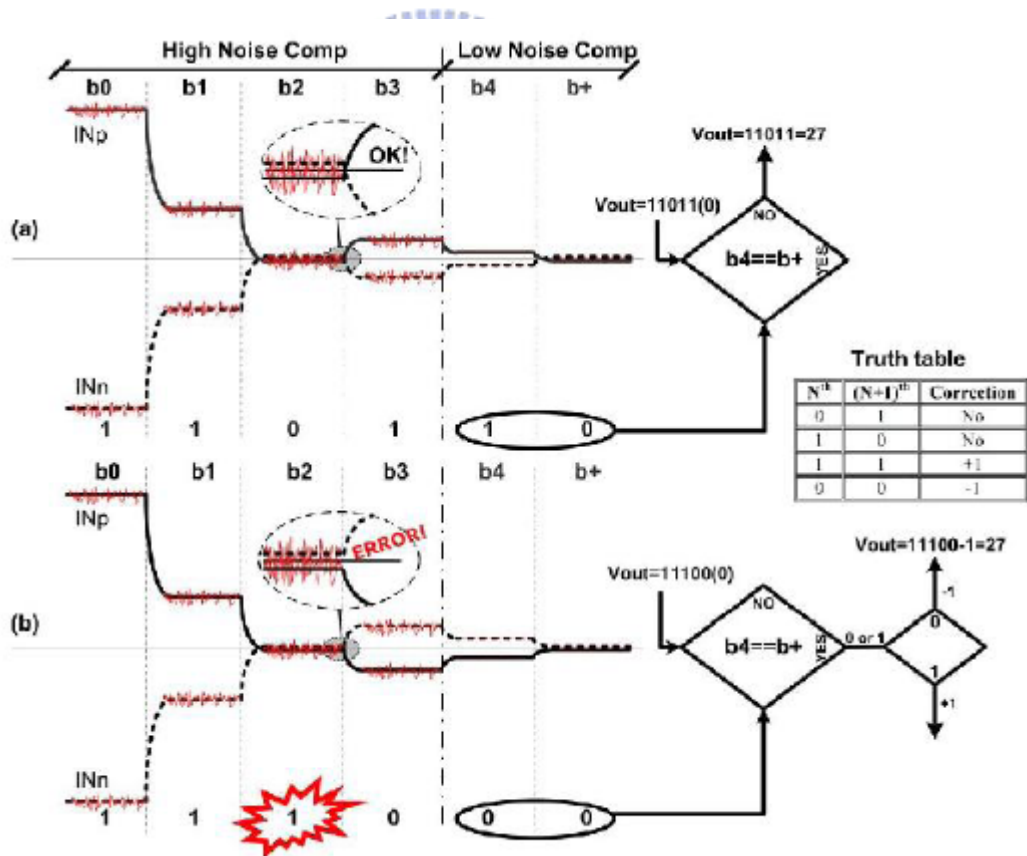 High Noise Comp Low Noise Comp
b0 b1 b2 b3 b4 b+
INp
OK!
(a)
INn
1 1 0 1 1 0
Vout=11011=27
Vout=11011(0)
NO
b4==b+
YES
Truth table
Nth (N+1)th Correction
0 1 No
1 0 No
1 1 +1
0 0 -1
b0 b1 b2 b3 b4 b+
INp
ERROR!
(b)
INn
1 1 1 0 0 0
Vout=11100-1=27
Vout=11100(0)
NO
b4==b+
YES
0 or 1
-1
0
1
+1